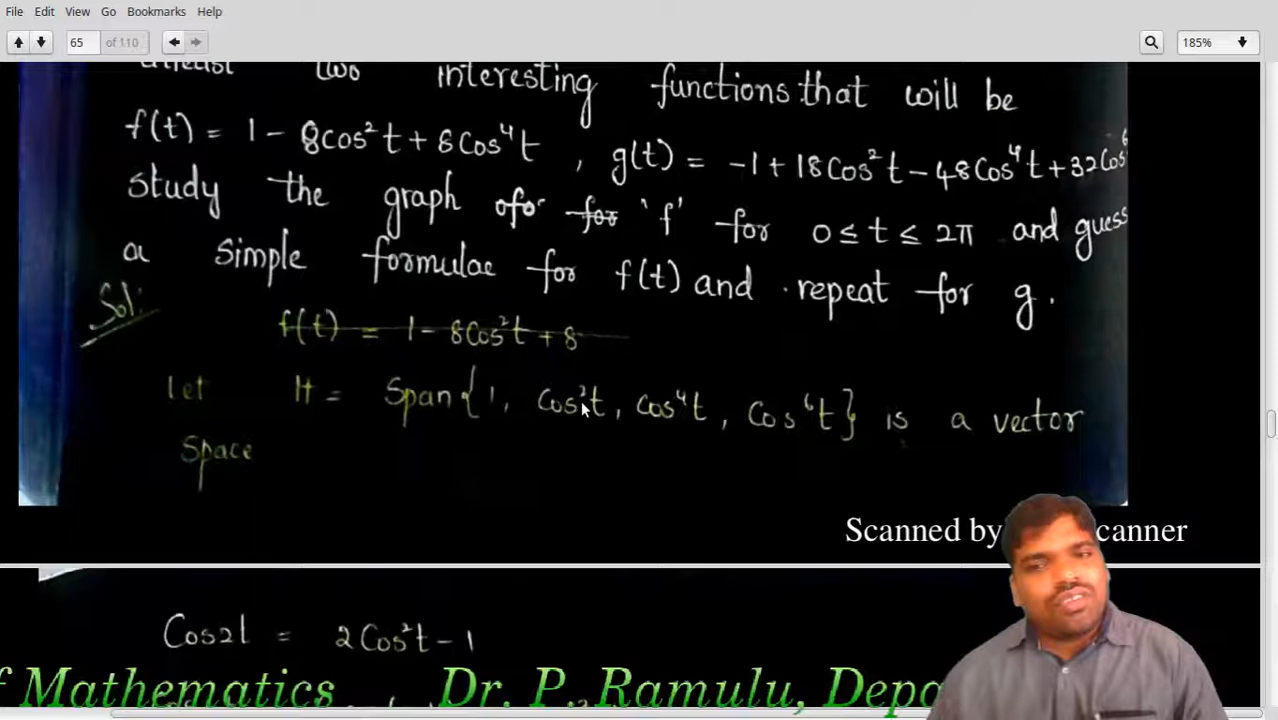 File Edit View Go Bookmarks Help
65 of 110 185%
two interesting functions that will be
f(t) = 1 - 8cos²t + 8Cos⁴t , g(t) = -1 + 18Cos²t - 48Cos⁴t + 32Cos⁶
study the graph ofor for 'f' for 0 ≤ t ≤ 2π and guess
a simple formulae for f(t) and repeat for g.
Sol:
f(t) = 1 - 8Cos²t + 8
Let H = Span{1, Cos²t, Cos⁴t, Cos⁶t} is a vector
Space
Scanned by canner
Cos2t = 2Cos²t - 1
f Mathematics , Dr. P. Ramulu, Depa